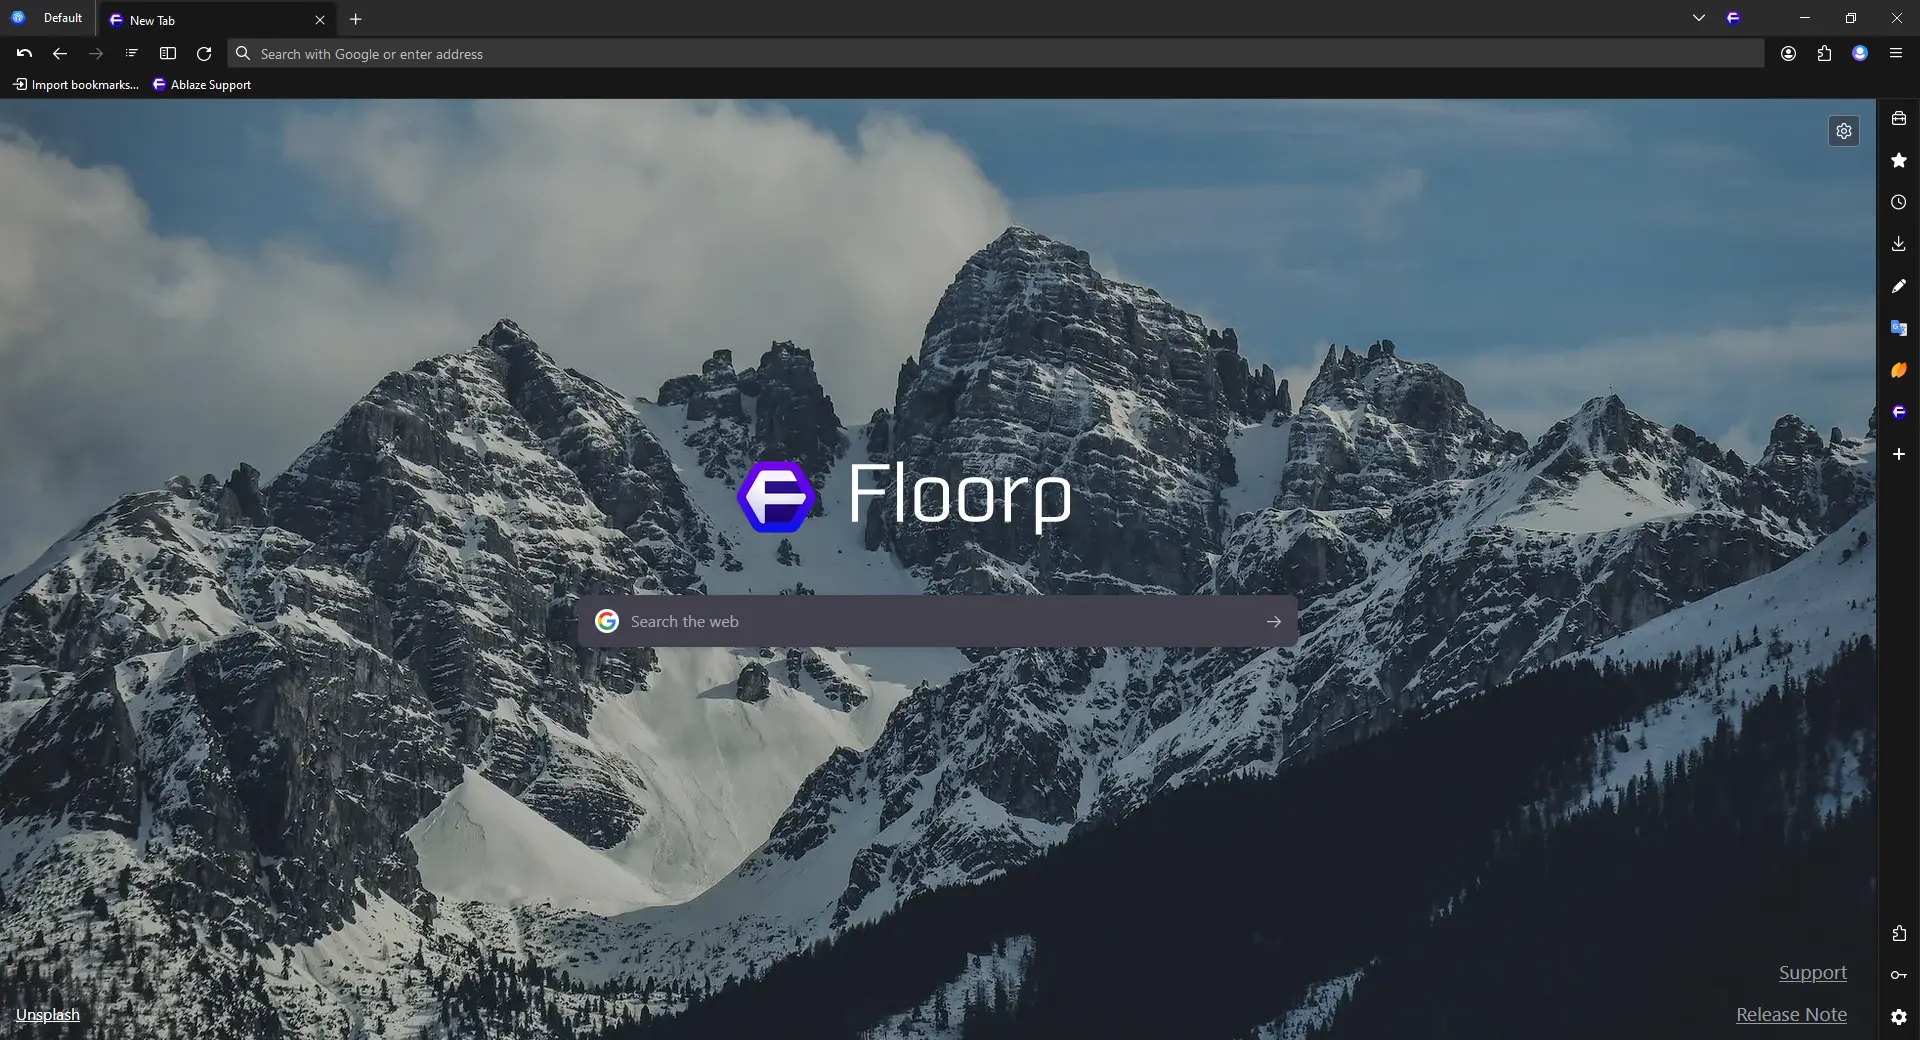 Default
New Tab
Search with Google or enter address
Import bookmarks...
Ablaze Support
Floorp
Search the web
Support
Unsplash
Release Note